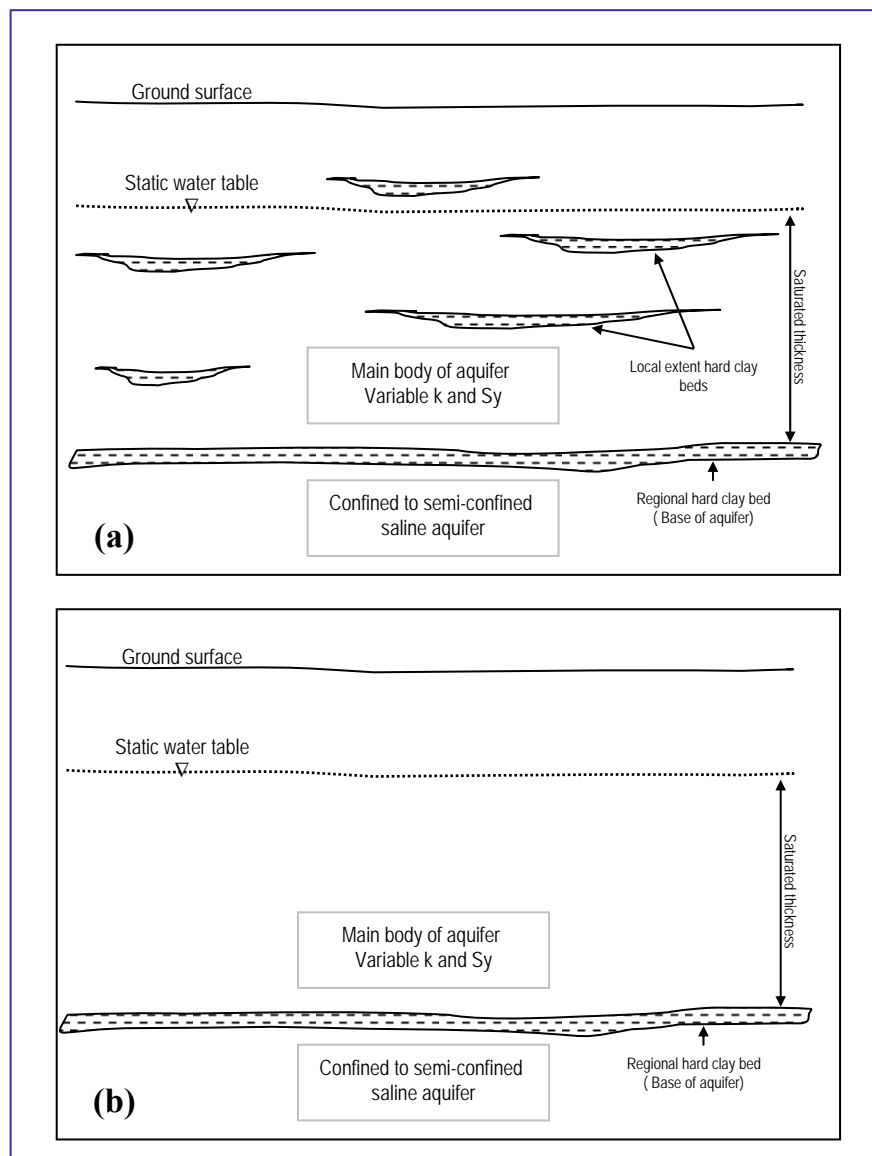 Ground surface
Static water table
Saturated thickness
Local extent hard clay
beds
Main body of aquifer
Variable k and Sy
Regional hard clay bed
( Base of aquifer)
Confined to semi-confined
saline aquifer
(a)
Ground surface
Static water table
Saturated thickness
Main body of aquifer
Variable k and Sy
Regional hard clay bed
( Base of aquifer)
Confined to semi-confined
saline aquifer
(b)